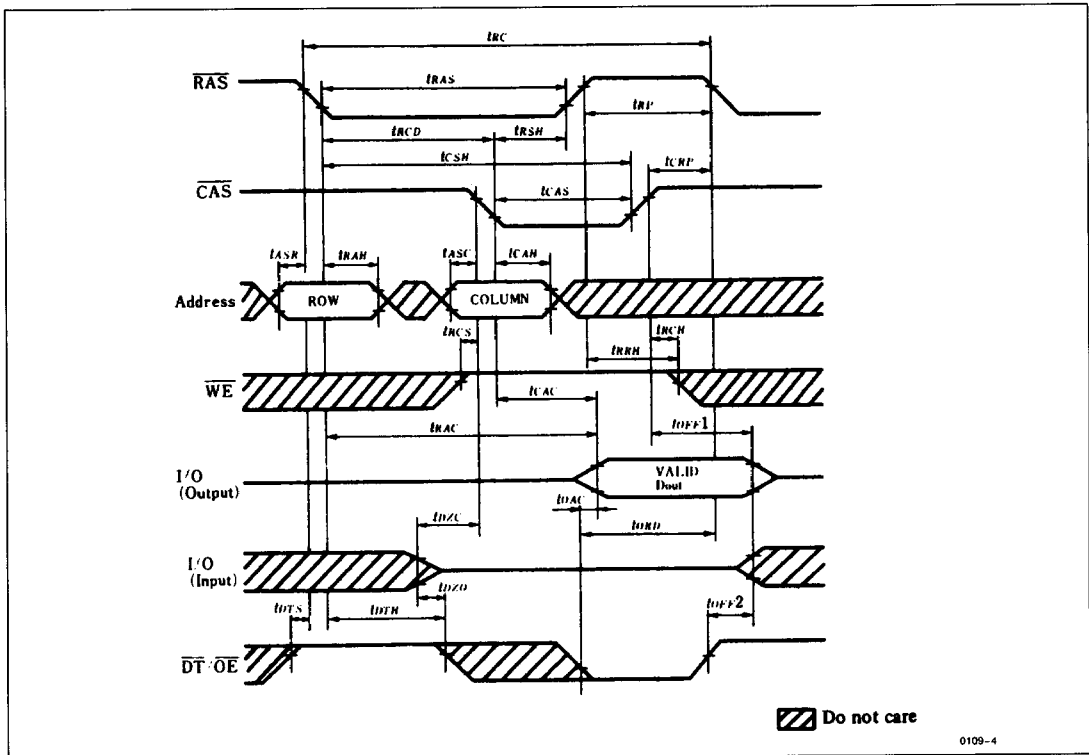 tRC
RAS
tRAS
tRP
tRCD
tRSH
tCSH
tCRP
CAS
tCAS
tASR
tRAH
tASC
tCAH
Address
ROW
COLUMN
tRCS
tRCH
tRRH
WE
tCAC
tRAC
tOFF1
I/O
(Output)
VALID
Dout
tOAC
tDZC
tORD
I/O
(Input)
tDZO
tOFF2
tDTS
tDTH
DT/OE
Do not care
0109-4